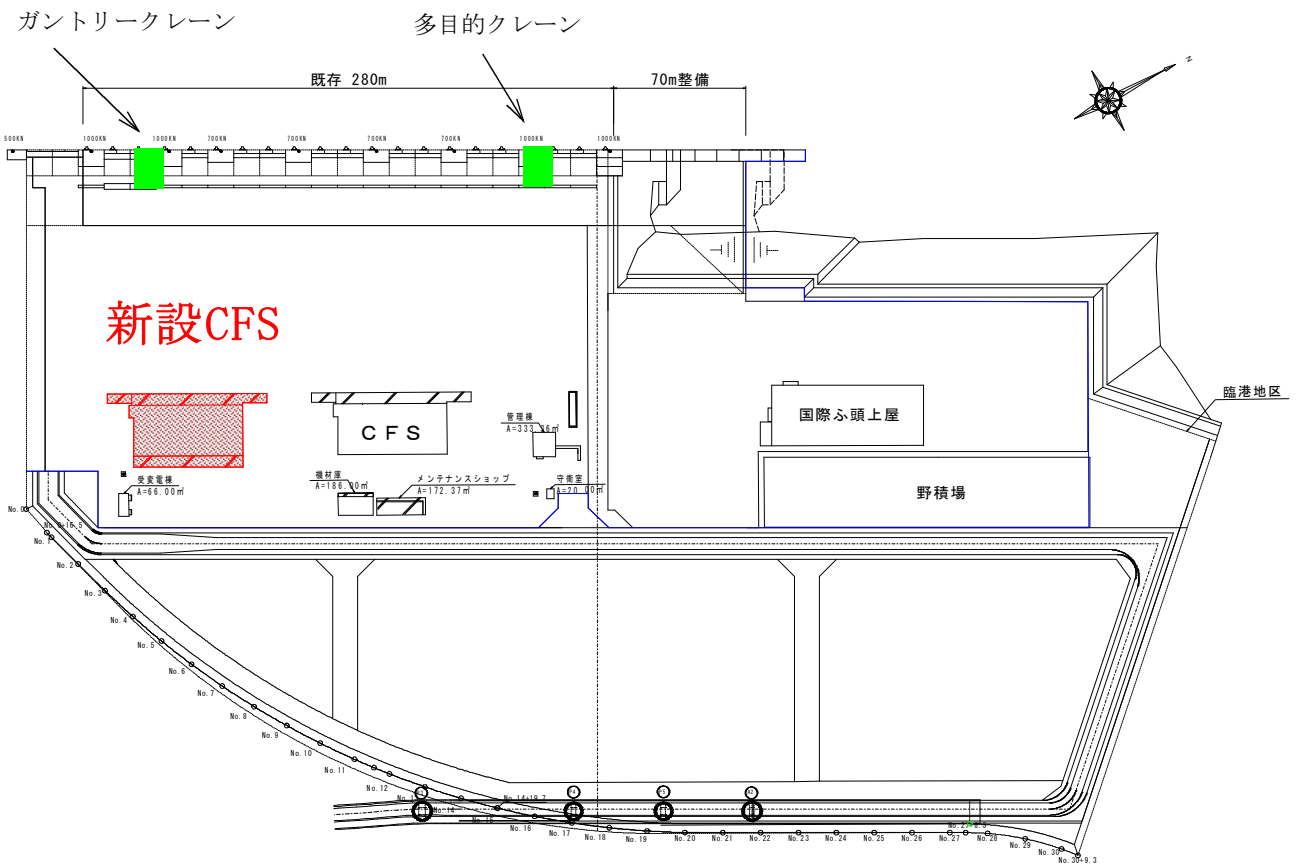 ガントリークレーン
多目的クレーン
N
既存 280m
70m整備
500KN
1000KN
1000KN
700KN
700KN
700KN
700KN
1000KN
1000KN
新設CFS
臨港地区
CFS
管理棟
国際ふ頭上屋
受変電棟
A=66.00㎡
機材庫
A=186.00㎡
メンテナンスショップ
A=172.37㎡
守衛室
A=20.00㎡
野積場
No.0
No.1
No.2
No.3
No.4
No.5
No.6
No.7
No.8
No.9
No.10
No.11
No.12
No.14
No.14+19.7
No.16
No.17
No.18
No.19
No.20
No.21
No.22
No.23
No.24
No.25
No.26
No.27
No.28
No.29
No.30
No.30+9.3